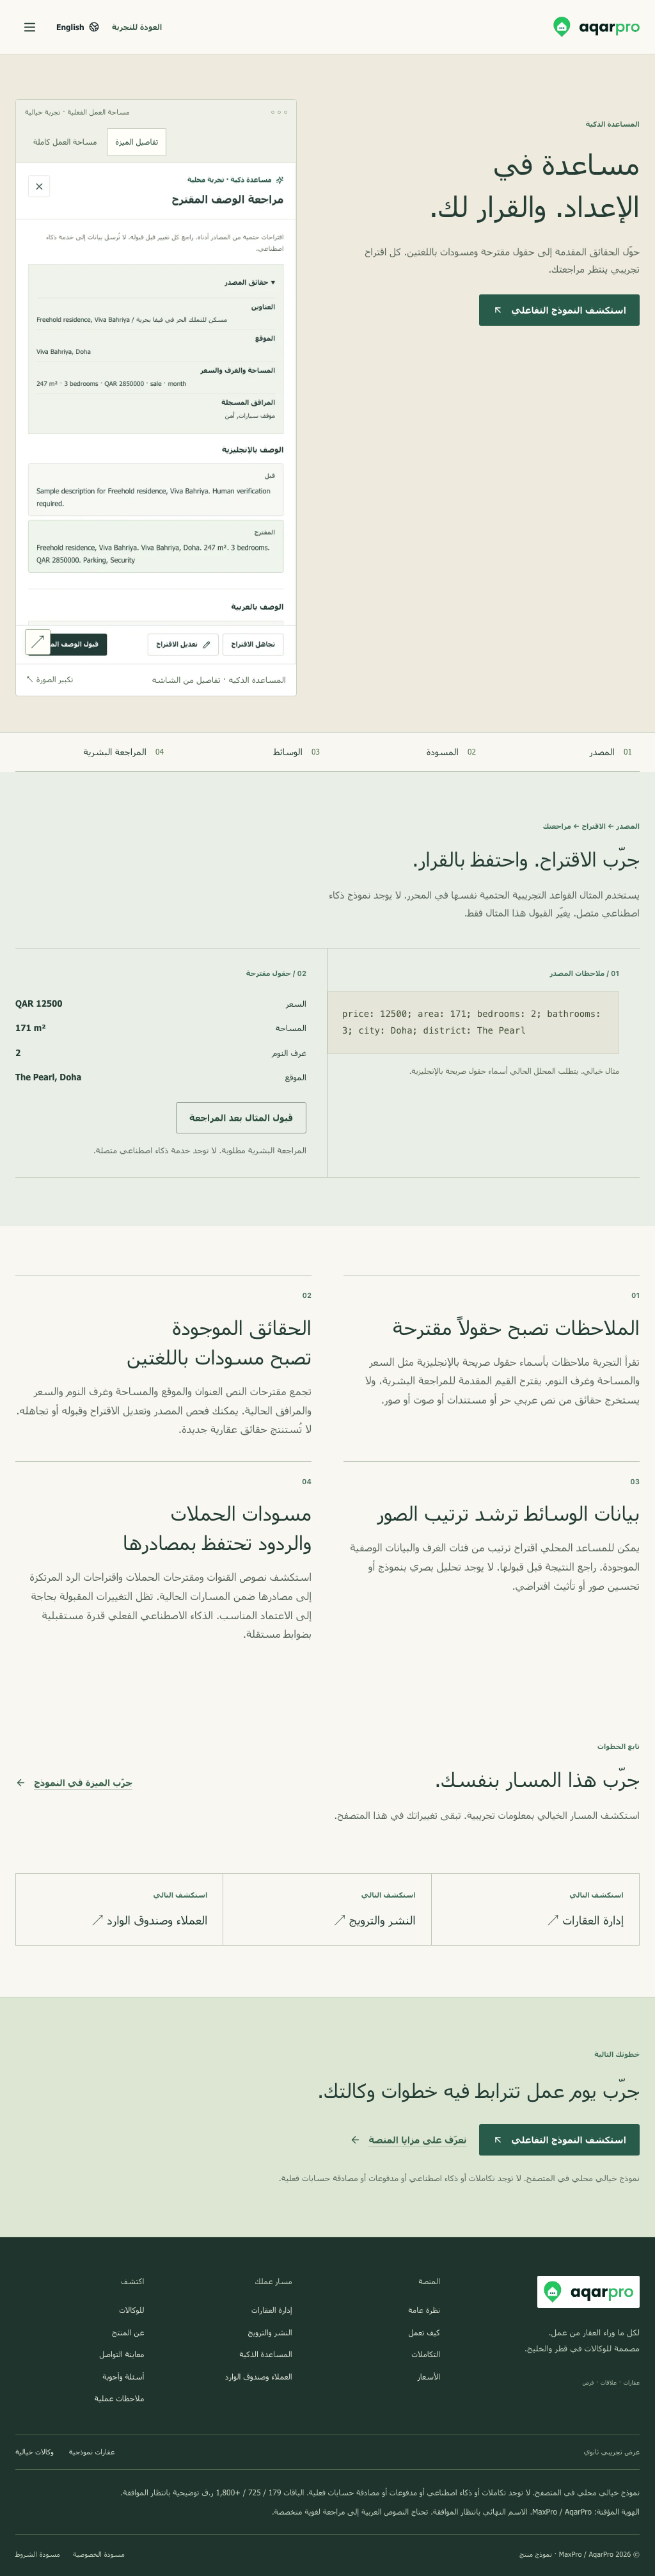 aqarpro
العودة للتجربة
English
المساعدة الذكية
مساعدة في
الإعداد. والقرار لك.
حوّل الحقائق المقدمة إلى حقول مقترحة ومسودات باللغتين. كل اقتراح
تجريبي ينتظر مراجعتك.
استكشف النموذج التفاعلي
مساحة العمل الفعلية · تجربة خيالية
تفاصيل الميزة
مساحة العمل كاملة
مساعدة ذكية · تجربة محلية
مراجعة الوصف المقترح
اقتراحات حتمية من المصادر أدناه. راجع كل تغيير قبل قبوله. لا تُرسل بيانات إلى خدمة ذكاء
اصطناعي.
حقائق المصدر
العناوين
Freehold residence, Viva Bahriya / مسكن للتملك الحر في فيفا بحرية
الموقع
Viva Bahriya, Doha
المساحة والغرف والسعر
247 m² · 3 bedrooms · QAR 2850000 · sale · month
المرافق المسجلة
موقف سيارات, أمن
الوصف بالإنجليزية
قبل
Sample description for Freehold residence, Viva Bahriya. Human verification
required.
المقترح
Freehold residence, Viva Bahriya. Viva Bahriya, Doha. 247 m². 3 bedrooms.
QAR 2850000. Parking, Security
الوصف بالعربية
تجاهل الاقتراح
تعديل الاقتراح
قبول الوصف
المساعدة الذكية · تفاصيل من الشاشة
تكبير الصورة
01 المصدر
02 المسودة
03 الوسائط
04 المراجعة البشرية
المصدر ← الاقتراح ← مراجعتك
جرّب الاقتراح. واحتفظ بالقرار.
يستخدم المثال القواعد التجريبية الحتمية نفسها في المحرر. لا يوجد نموذج ذكاء
اصطناعي متصل. يغيّر القبول هذا المثال فقط.
01 / ملاحظات المصدر
price: 12500; area: 171; bedrooms: 2; bathrooms:
3; city: Doha; district: The Pearl
مثال خيالي. يتطلب المحلل الحالي أسماء حقول صريحة بالإنجليزية.
02 / حقول مقترحة
السعر QAR 12500
المساحة 171 m²
غرف النوم 2
الموقع The Pearl, Doha
قبول المثال بعد المراجعة
المراجعة البشرية مطلوبة. لا توجد خدمة ذكاء اصطناعي متصلة.
01
الملاحظات تصبح حقولاً مقترحة
تقرأ التجربة ملاحظات بأسماء حقول صريحة بالإنجليزية مثل السعر
والمساحة وغرف النوم. يقترح القيم المقدمة للمراجعة البشرية، ولا
يستخرج حقائق من نص عربي حر أو مستندات أو صوت أو صور.
02
الحقائق الموجودة
تصبح مسودات باللغتين
تجمع مقترحات النص العنوان والموقع والمساحة وغرف النوم والسعر
والمرافق الحالية. يمكنك فحص المصدر وتعديل الاقتراح وقبوله أو تجاهله.
لا تُستنتج حقائق عقارية جديدة.
03
بيانات الوسائط ترشد ترتيب الصور
يمكن للمساعد المحلي اقتراح ترتيب من فئات الغرف والبيانات الوصفية
الموجودة. راجع النتيجة قبل قبولها. لا يوجد تحليل بصري بنموذج أو
تحسين صور أو تأثيث افتراضي.
04
مسودات الحملات
والردود تحتفظ بمصادرها
استكشف نصوص القنوات ومقترحات الحملات واقتراحات الرد المرتكزة
إلى مصادرها ضمن المسارات الحالية. تظل التغييرات المقبولة بحاجة
إلى الاعتماد المناسب. الذكاء الاصطناعي الفعلي قدرة مستقبلية
بضوابط مستقلة.
تابع الخطوات
جرّب هذا المسار بنفسك.
استكشف المسار الخيالي بمعلومات تجريبية. تبقى تغييراتك في هذا المتصفح.
جرّب الميزة في النموذج
استكشف التالي
إدارة العقارات
استكشف التالي
النشر والترويج
استكشف التالي
العملاء وصندوق الوارد
خطوتك التالية
جرّب يوم عمل تترابط فيه خطوات وكالتك.
استكشف النموذج التفاعلي
تعرّف على مزايا المنصة
نموذج خيالي محلي في المتصفح. لا توجد تكاملات أو ذكاء اصطناعي أو مدفوعات أو مصادقة حسابات فعلية.
aqarpro
لكل ما وراء العقار من عمل.
مصممة للوكالات في قطر والخليج.
عقارات · علاقات · فرص
المنصة
نظرة عامة
كيف تعمل
التكاملات
الأسعار
مسار عملك
إدارة العقارات
النشر والترويج
المساعدة الذكية
العملاء وصندوق الوارد
اكتشف
للوكالات
عن المنتج
معاينة التواصل
أسئلة وأجوبة
ملاحظات عملية
عرض تجريبي ثانوي
عقارات نموذجية
وكالات خيالية
نموذج خيالي محلي في المتصفح. لا توجد تكاملات أو ذكاء اصطناعي أو مدفوعات أو مصادقة حسابات فعلية. الباقات 179 / 725 / +1,800 ر.ق توضيحية بانتظار الموافقة.
الهوية المؤقتة: MaxPro / AqarPro. الاسم النهائي بانتظار الموافقة. تحتاج النصوص العربية إلى مراجعة لغوية متخصصة.
© 2026 MaxPro / AqarPro · نموذج منتج
مسودة الخصوصية
مسودة الشروط